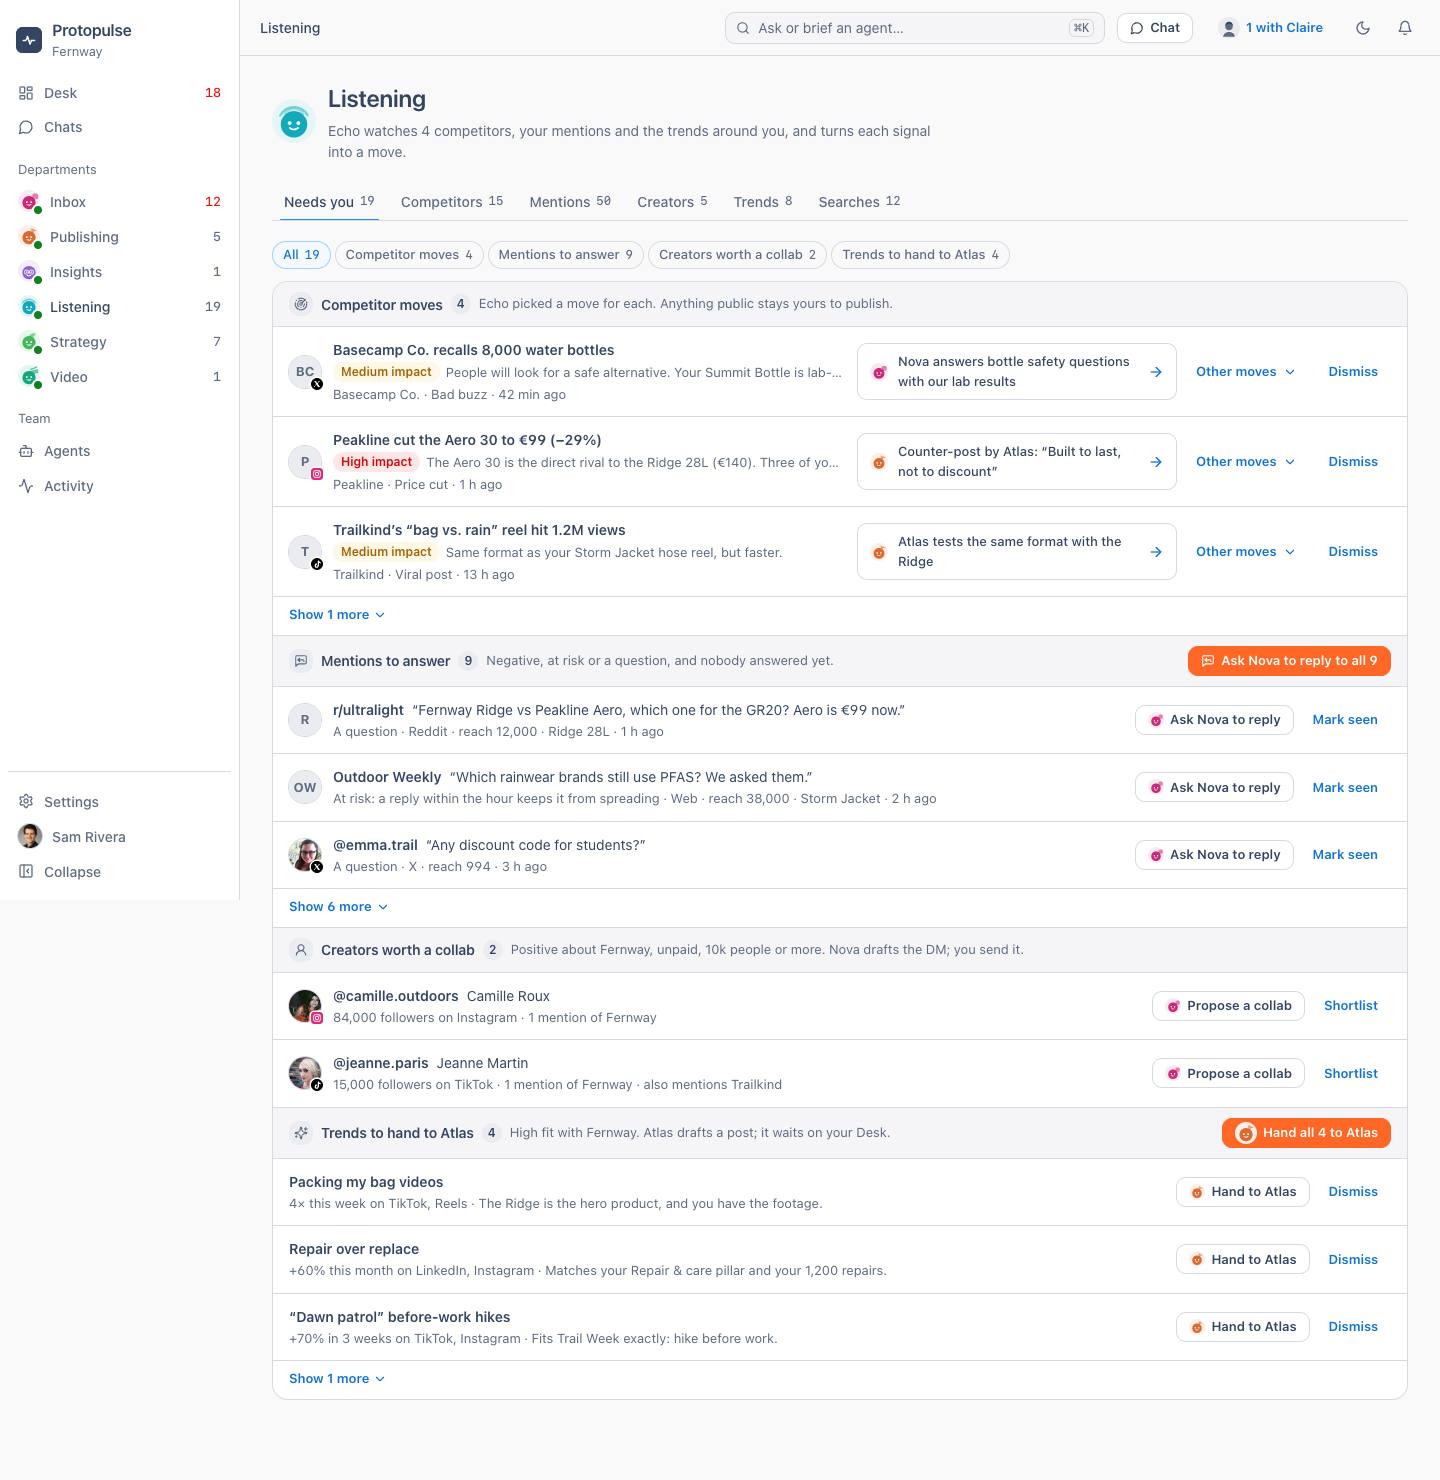 Protopulse
Fernway
Desk 18
Chats
Departments
Inbox 12
Publishing 5
Insights 1
Listening 19
Strategy 7
Video 1
Team
Agents
Activity
Settings
Sam Rivera
Collapse
Listening
Ask or brief an agent...
⌘K
Chat
1 with Claire
Listening
Echo watches 4 competitors, your mentions and the trends around you, and turns each signal
into a move.
Needs you 19 Competitors 15 Mentions 50 Creators 5 Trends 8 Searches 12
All 19 Competitor moves 4 Mentions to answer 9 Creators worth a collab 2 Trends to hand to Atlas 4
Competitor moves 4 Echo picked a move for each. Anything public stays yours to publish.
BC
Basecamp Co. recalls 8,000 water bottles
Medium impact People will look for a safe alternative. Your Summit Bottle is lab-...
Basecamp Co. · Bad buzz · 42 min ago
Nova answers bottle safety questions
with our lab results
Other moves
Dismiss
P
Peakline cut the Aero 30 to €99 (−29%)
High impact The Aero 30 is the direct rival to the Ridge 28L (€140). Three of yo...
Peakline · Price cut · 1 h ago
Counter-post by Atlas: “Built to last,
not to discount”
Other moves
Dismiss
T
Trailkind’s “bag vs. rain” reel hit 1.2M views
Medium impact Same format as your Storm Jacket hose reel, but faster.
Trailkind · Viral post · 13 h ago
Atlas tests the same format with the
Ridge
Other moves
Dismiss
Show 1 more
Mentions to answer 9 Negative, at risk or a question, and nobody answered yet.
Ask Nova to reply to all 9
R
r/ultralight “Fernway Ridge vs Peakline Aero, which one for the GR20? Aero is €99 now.”
A question · Reddit · reach 12,000 · Ridge 28L · 1 h ago
Ask Nova to reply
Mark seen
OW
Outdoor Weekly “Which rainwear brands still use PFAS? We asked them.”
At risk: a reply within the hour keeps it from spreading · Web · reach 38,000 · Storm Jacket · 2 h ago
Ask Nova to reply
Mark seen
@emma.trail “Any discount code for students?”
A question · X · reach 994 · 3 h ago
Ask Nova to reply
Mark seen
Show 6 more
Creators worth a collab 2 Positive about Fernway, unpaid, 10k people or more. Nova drafts the DM; you send it.
@camille.outdoors Camille Roux
84,000 followers on Instagram · 1 mention of Fernway
Propose a collab
Shortlist
@jeanne.paris Jeanne Martin
15,000 followers on TikTok · 1 mention of Fernway · also mentions Trailkind
Propose a collab
Shortlist
Trends to hand to Atlas 4 High fit with Fernway. Atlas drafts a post; it waits on your Desk.
Hand all 4 to Atlas
Packing my bag videos
4× this week on TikTok, Reels · The Ridge is the hero product, and you have the footage.
Hand to Atlas
Dismiss
Repair over replace
+60% this month on LinkedIn, Instagram · Matches your Repair & care pillar and your 1,200 repairs.
Hand to Atlas
Dismiss
“Dawn patrol” before-work hikes
+70% in 3 weeks on TikTok, Instagram · Fits Trail Week exactly: hike before work.
Hand to Atlas
Dismiss
Show 1 more